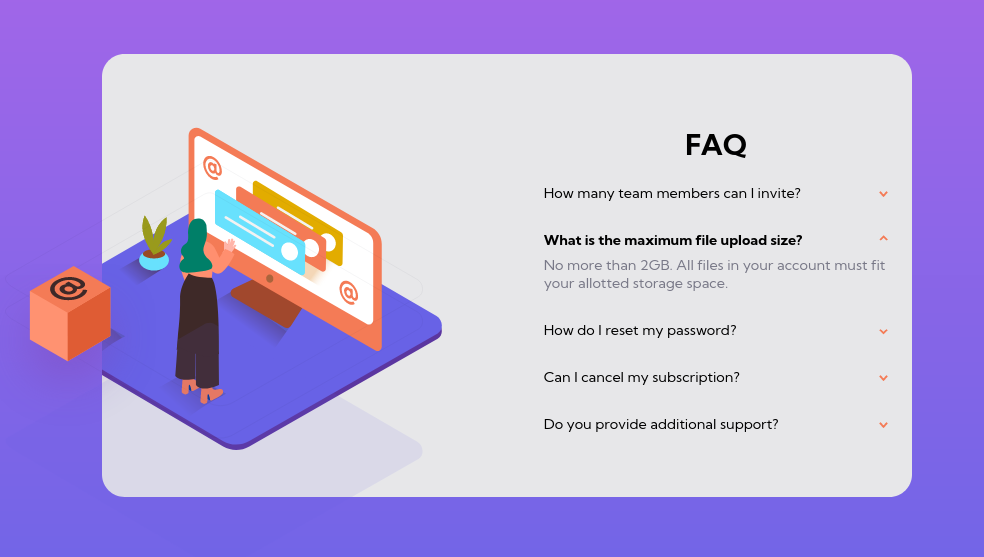 @
@
@
FAQ
How many team members can I invite?
What is the maximum file upload size?
No more than 2GB. All files in your account must fit
your allotted storage space.
How do I reset my password?
Can I cancel my subscription?
Do you provide additional support?